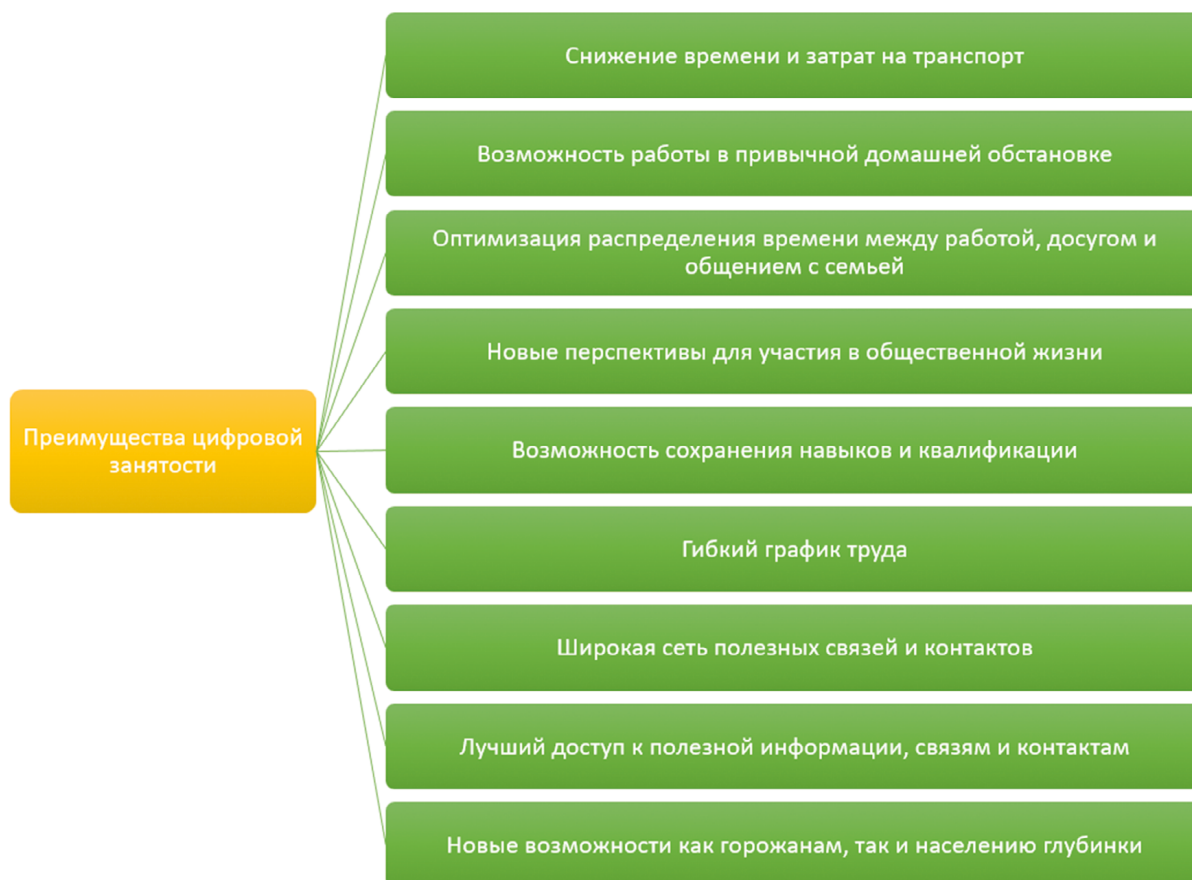 Снижение времени и затрат на транспорт
Возможность работы в привычной домашней обстановке
Оптимизация распределения времени между работой, досугом и
общением с семьей
Новые перспективы для участия в общественной жизни
Преимущества цифровой
занятости
Возможность сохранения навыков и квалификации
Гибкий график труда
Широкая сеть полезных связей и контактов
Лучший доступ к полезной информации, связям и контактам
Новые возможности как горожанам, так и населению глубинки